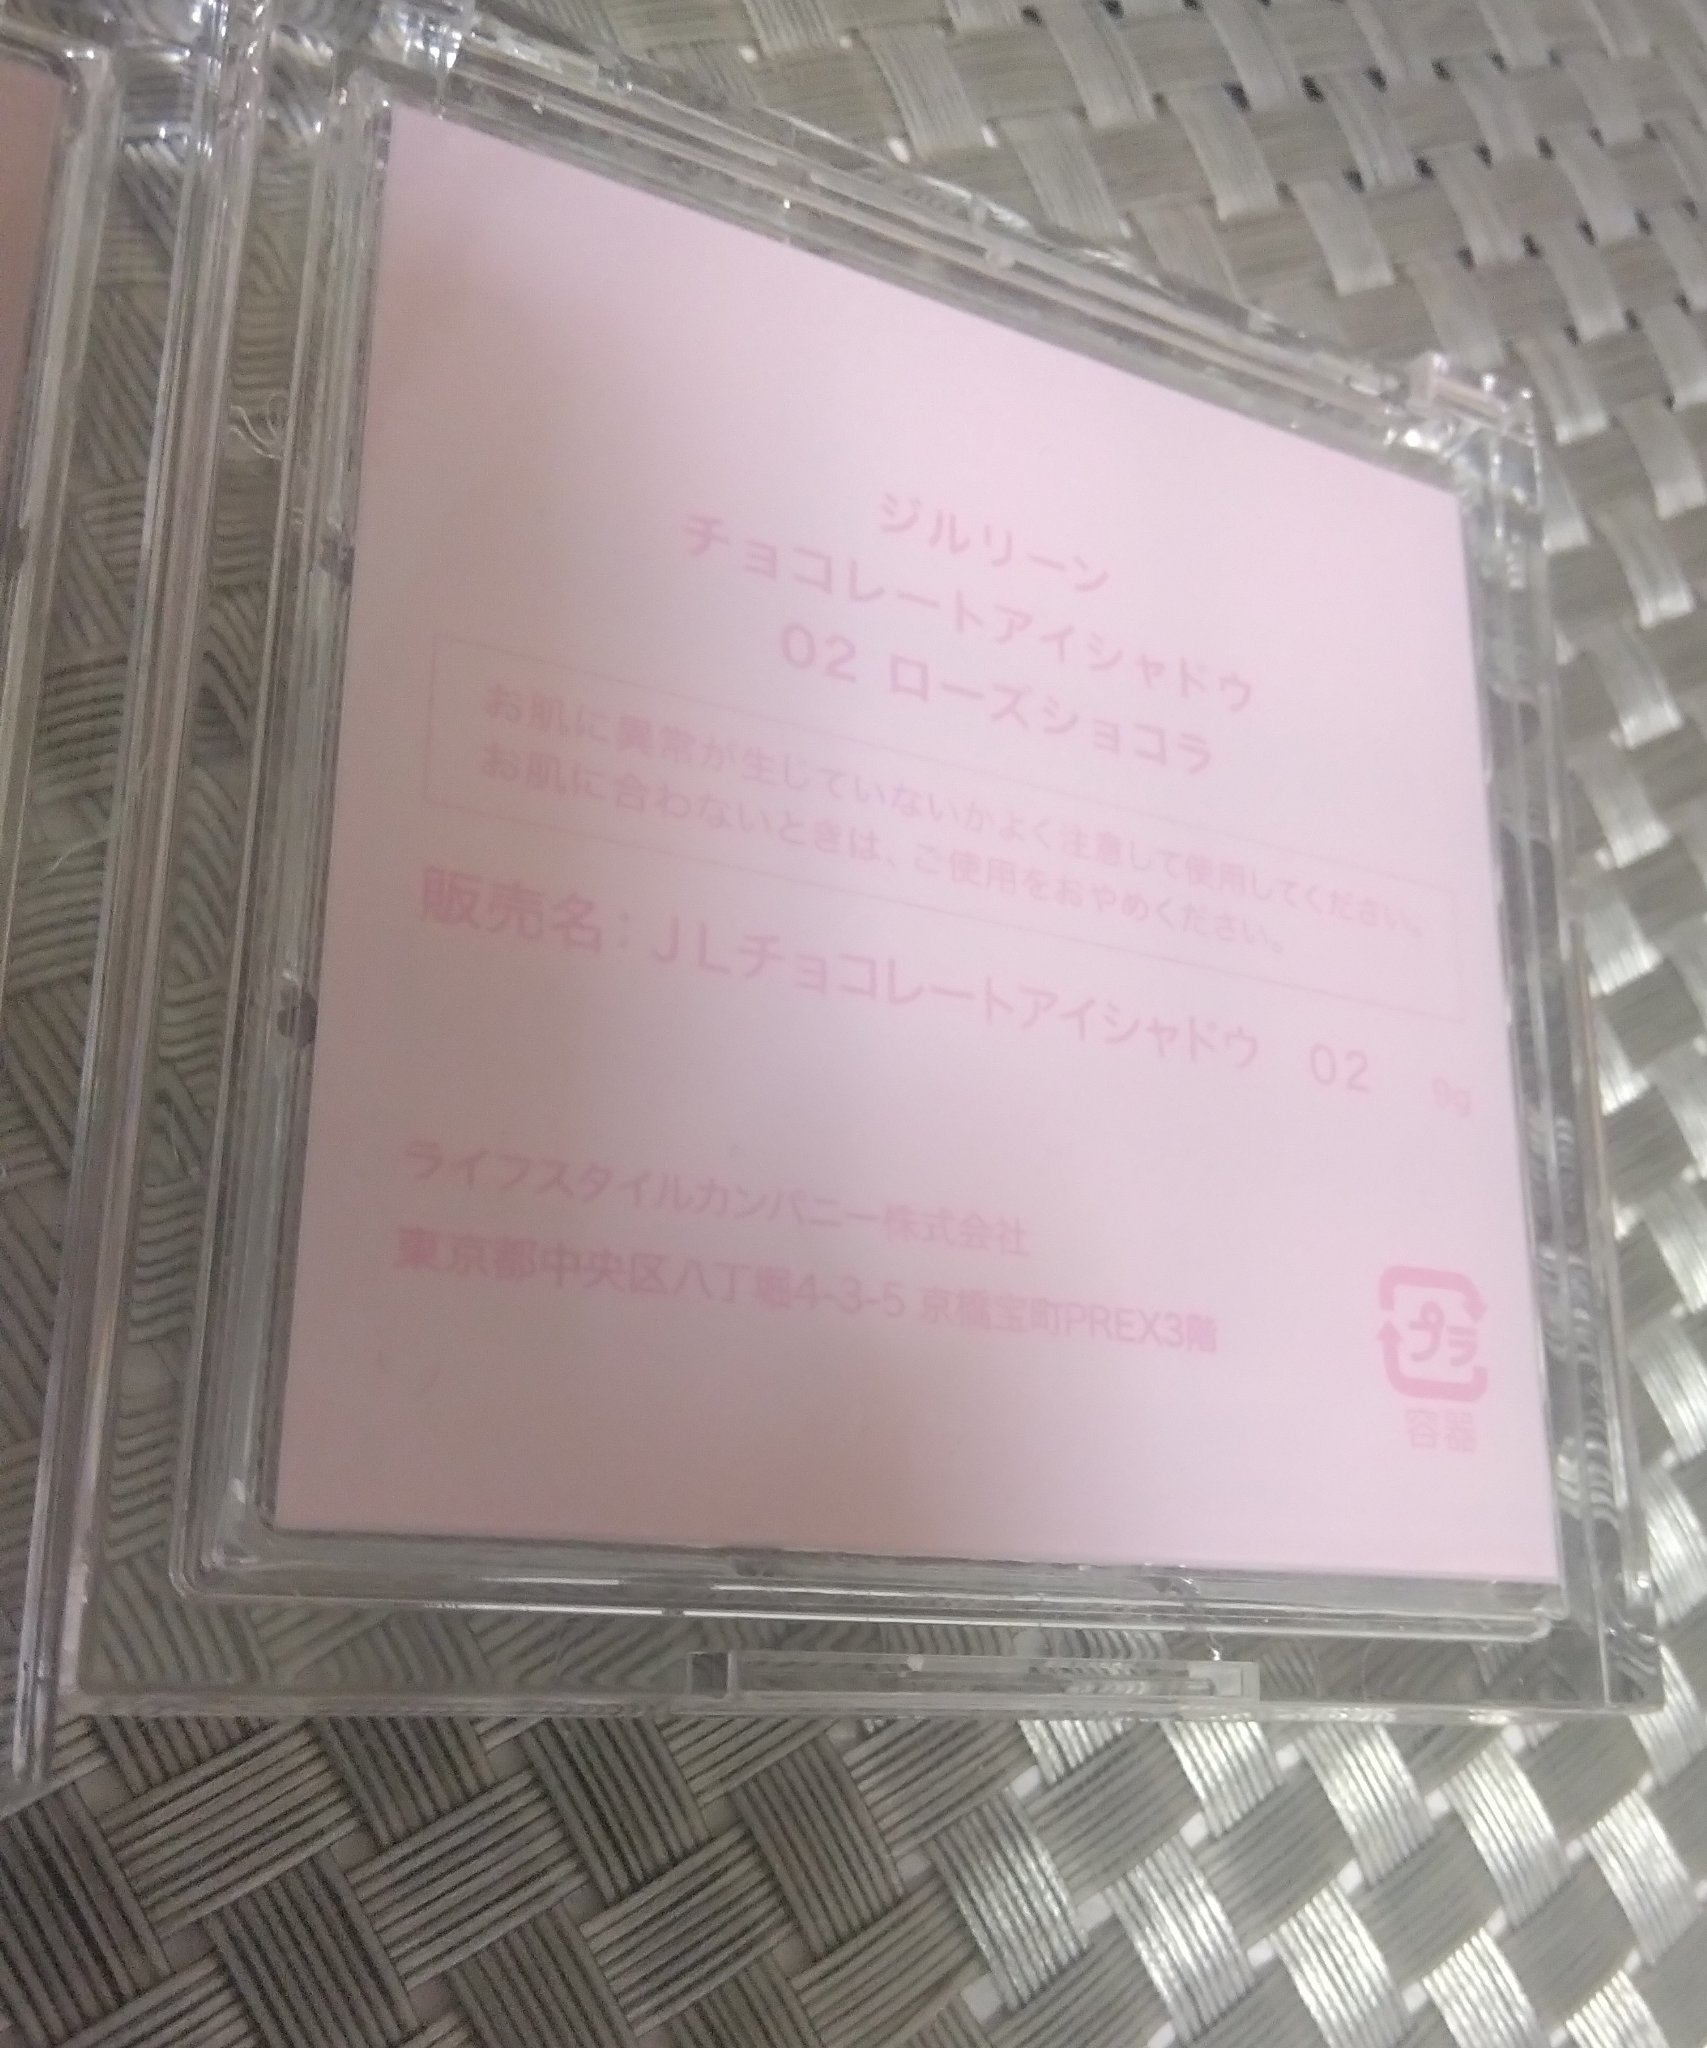 ジルリーン
チョコレートアイシャドウ
02 ローズショコラ
お肌に異常が生じていないかよく注意して使用してください。
お肌に合わないときは、ご使用をおやめください。
販売名：ＪＬチョコレートアイシャドウ　02　9g
ライフスタイルカンパニー株式会社
東京都中央区八丁堀4-3-5 京橋宝町PREX3階
プラ
容器